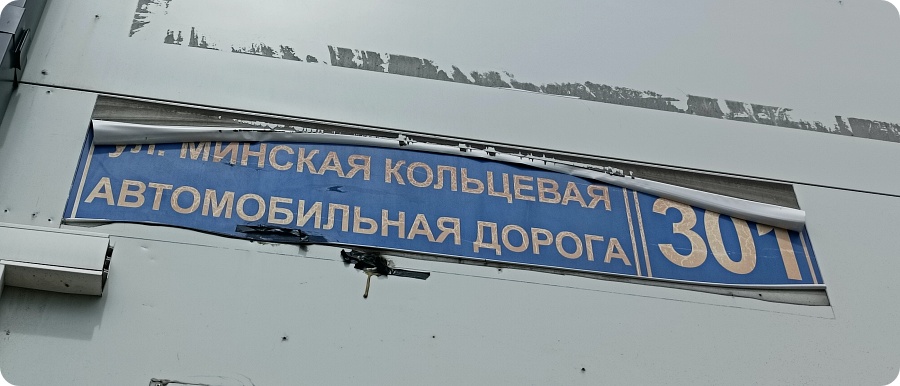 УЛ. МИНСКАЯ КОЛЬЦЕВАЯ
АВТОМОБИЛЬНАЯ ДОРОГА
301